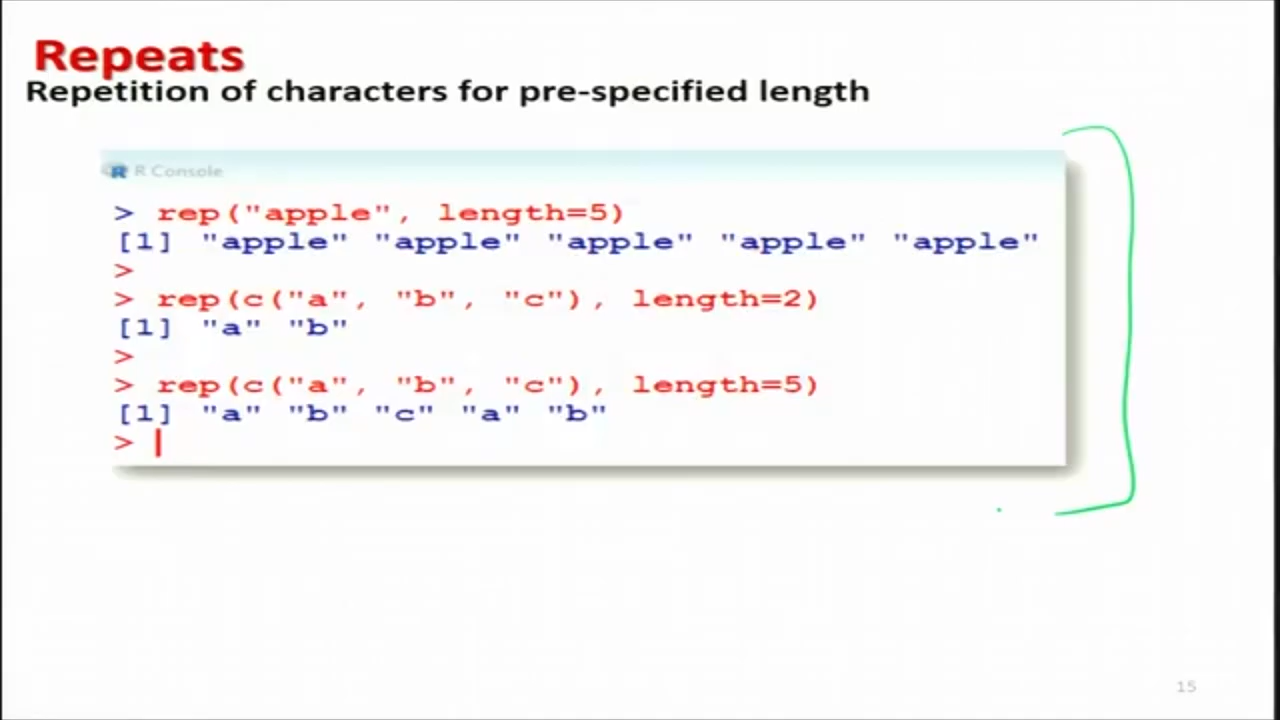 Repeats
Repetition of characters for pre-specified length
R Console
> rep("apple", length=5)
[1] "apple" "apple" "apple" "apple" "apple"
>
> rep(c("a", "b", "c"), length=2)
[1] "a" "b"
>
> rep(c("a", "b", "c"), length=5)
[1] "a" "b" "c" "a" "b"
>
15